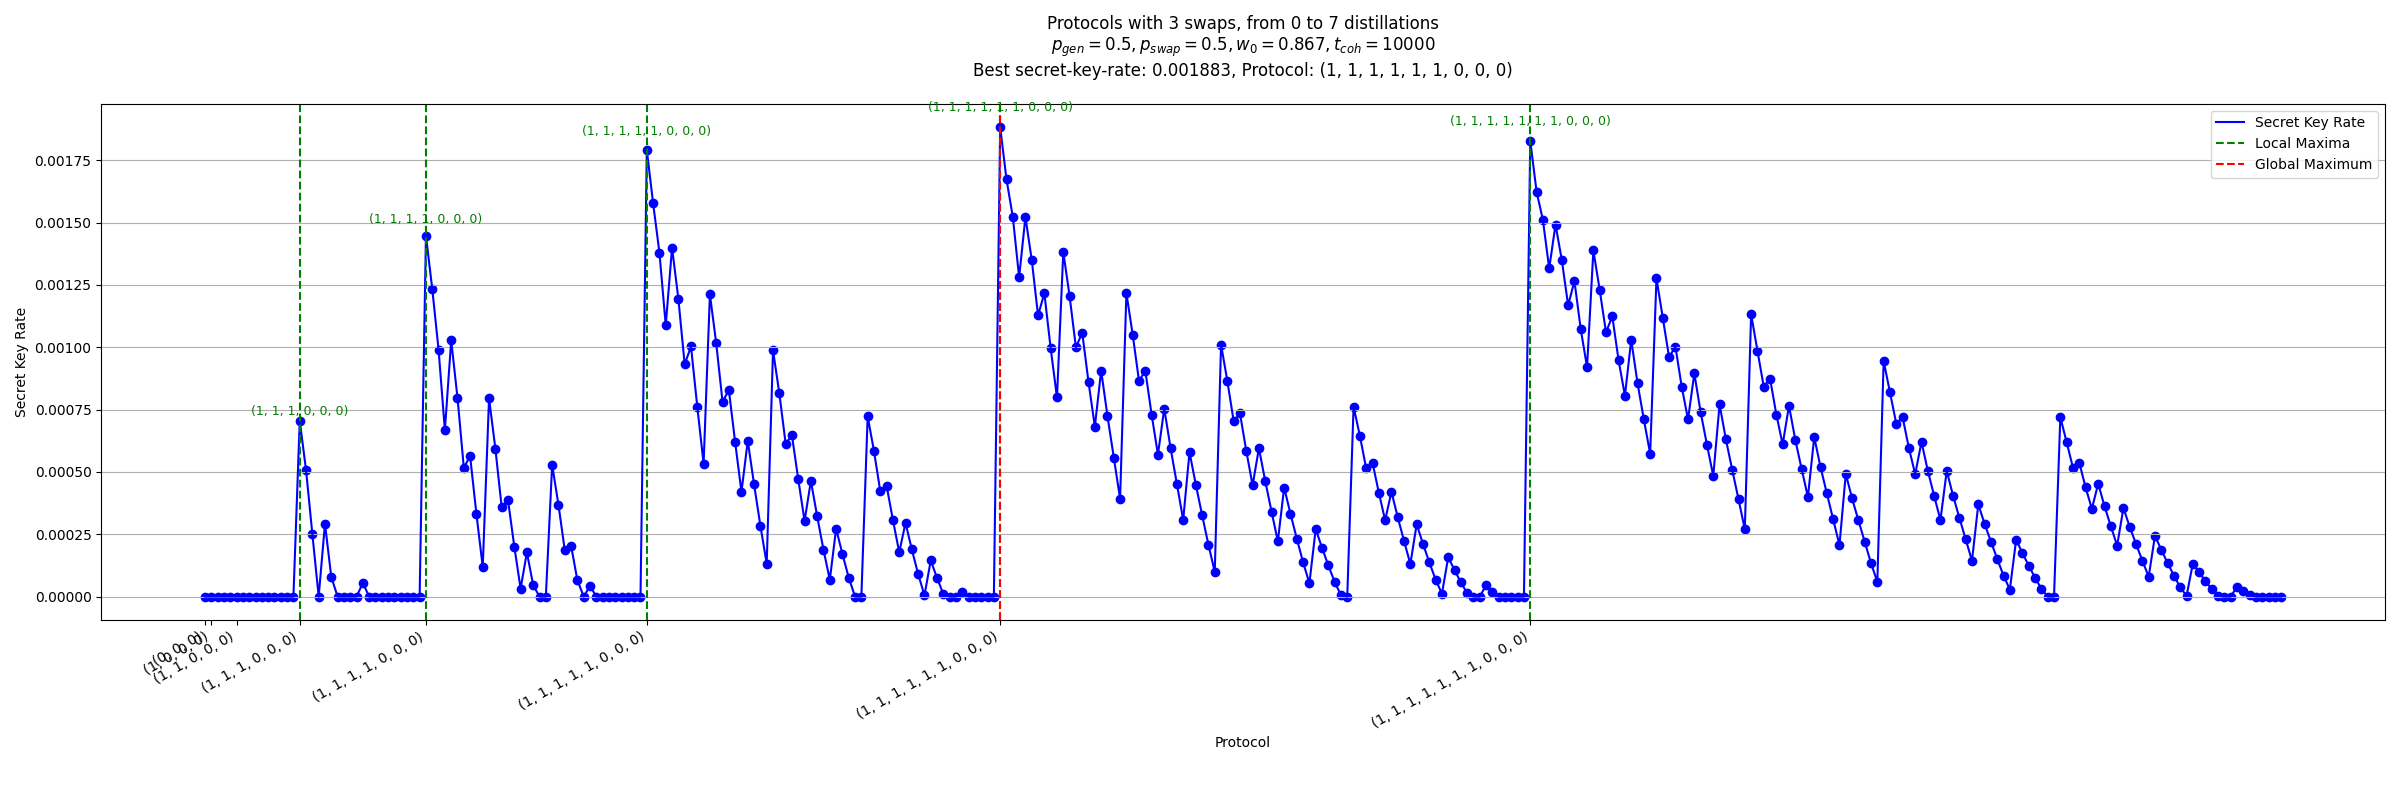 Protocols with 3 swaps, from 0 to 7 distillations
p_gen = 0.5, p_swap = 0.5, w_0 = 0.867, t_coh = 10000
Best secret-key-rate: 0.001883, Protocol: (1, 1, 1, 1, 1, 1, 0, 0, 0)
(1, 1, 1, 1, 1, 1, 0, 0, 0)
(1, 1, 1, 1, 1, 1, 1, 0, 0, 0)
(1, 1, 1, 1, 1, 0, 0, 0)
(1, 1, 1, 1, 0, 0, 0)
(1, 1, 1, 0, 0, 0)
Secret Key Rate
Local Maxima
Global Maximum
Secret Key Rate
0.00175
0.00150
0.00125
0.00100
0.00075
0.00050
0.00025
0.00000
(0, 0, 0)
(1, 0, 0, 0)
(1, 1, 0, 0, 0)
(1, 1, 1, 0, 0, 0)
(1, 1, 1, 1, 0, 0, 0)
(1, 1, 1, 1, 1, 0, 0, 0)
(1, 1, 1, 1, 1, 1, 0, 0, 0)
(1, 1, 1, 1, 1, 1, 1, 0, 0, 0)
Protocol